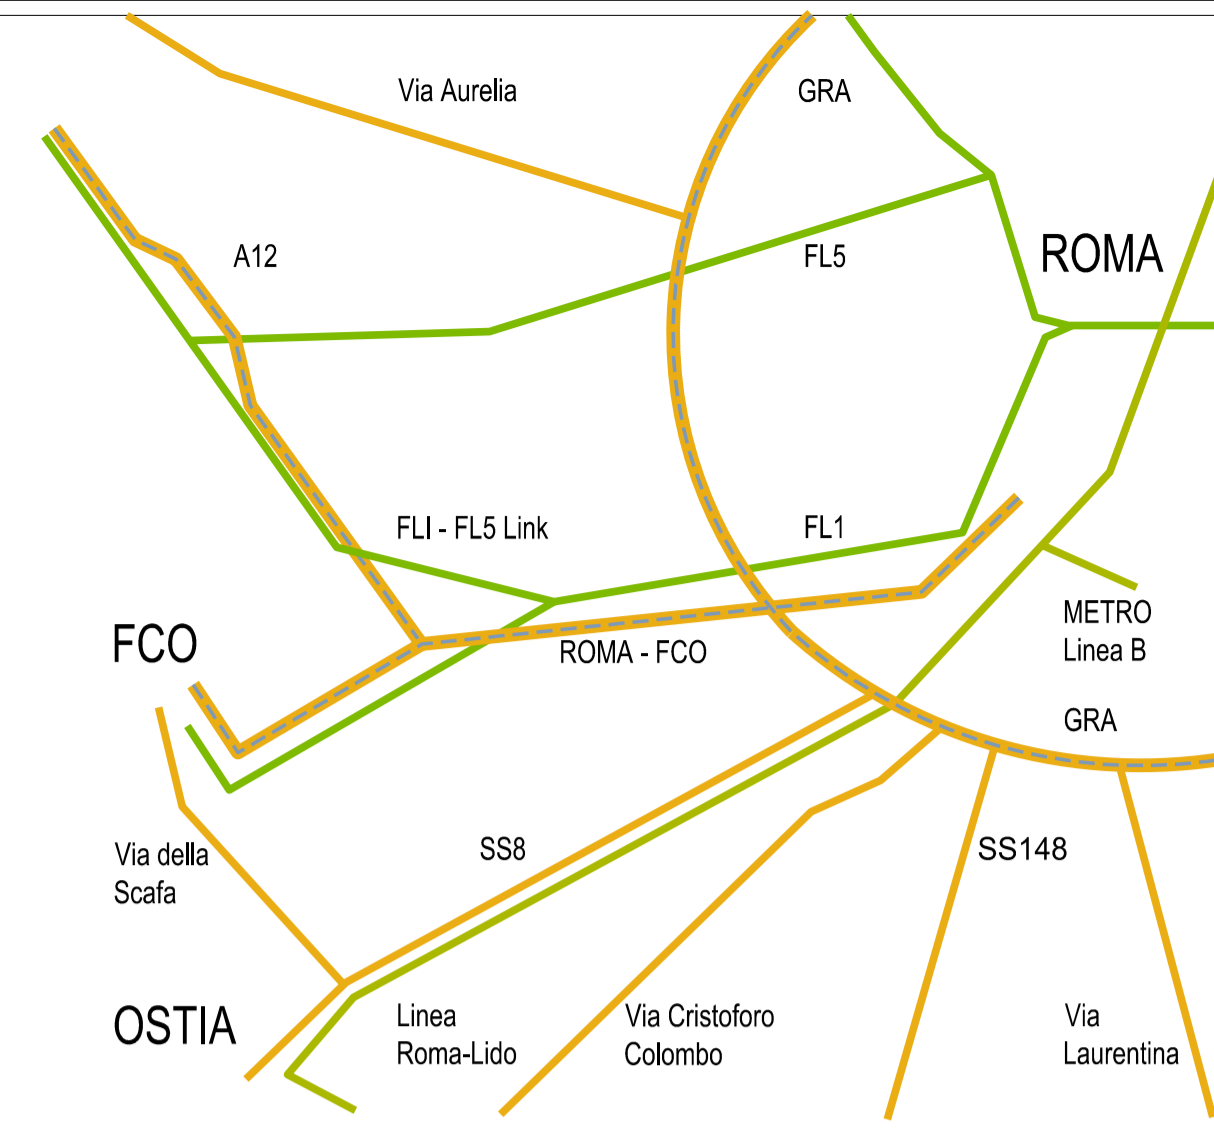 Via Aurelia
GRA
A12
FL5
ROMA
FLI - FL5 Link
FL1
FCO
ROMA - FCO
METRO
Linea B
GRA
Via della
Scafa
SS8
SS148
OSTIA
Linea
Roma-Lido
Via Cristoforo
Colombo
Via
Laurentina